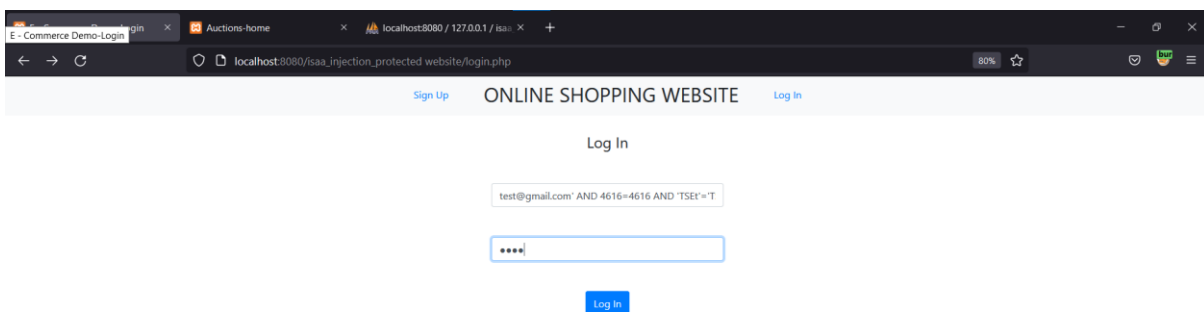 Auctions-home
localhost:8080 / 127.0.0.1 / isaa
E - Commerce Demo-Login
localhost:8080/isaa_injection_protected website/login.php
80%
Sign Up
ONLINE SHOPPING WEBSITE
Log In
Log In
test@gmail.com' AND 4616=4616 AND 'TSEt'='T
Log In